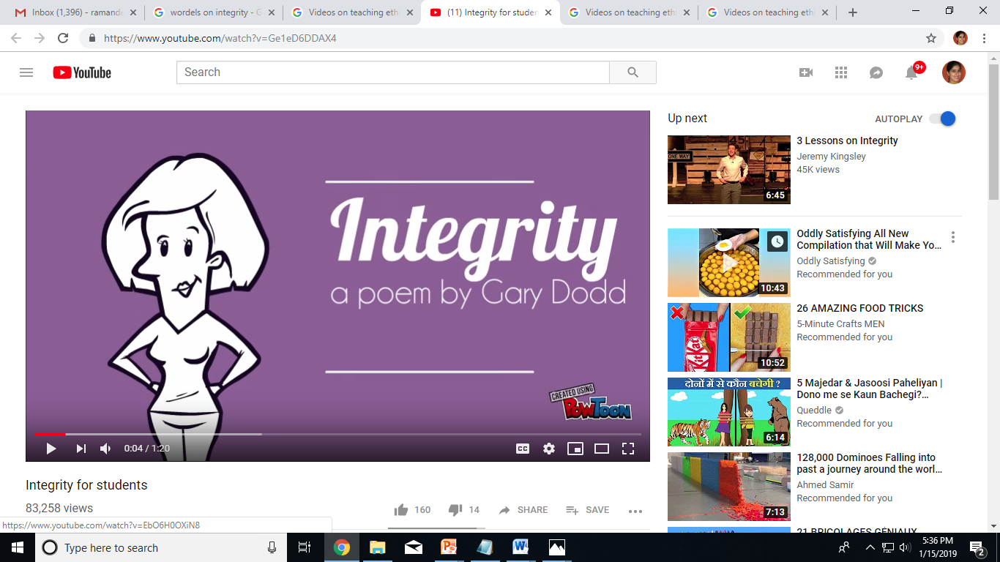 Inbox (1,396) - ramande
wordels on integrity - G
Videos on teaching ethi
(11) Integrity for studen
Videos on teaching ethi
Videos on teaching ethi
https://www.youtube.com/watch?v=Ge1eD6DDAX4
YouTube
Search
9+
Integrity
a poem by Gary Dodd
CREATED USING
POWTOON
0:04 / 1:20
CC
Integrity for students
83,258 views
160
14
SHARE
SAVE
https://www.youtube.com/watch?v=EbO6H0OXiN8
Up next
AUTOPLAY
ONE WAY
45
6:45
3 Lessons on Integrity
Jeremy Kingsley
45K views
10:43
Oddly Satisfying All New
Compilation that Will Make Yo...
Oddly Satisfying
Recommended for you
KitKat
10:52
26 AMAZING FOOD TRICKS
5-Minute Crafts MEN
Recommended for you
दोनों में से कौन बचेगी ?
6:14
5 Majedar & Jasoosi Paheliyan |
Dono me se Kaun Bachegi?...
Queddle
Recommended for you
7:13
128,000 Dominoes Falling into
past a journey around the worl...
Ahmed Samir
Recommended for you
21 BRICOLAGES GÉNIAUX
Type here to search
5:36 PM
1/15/2019
2